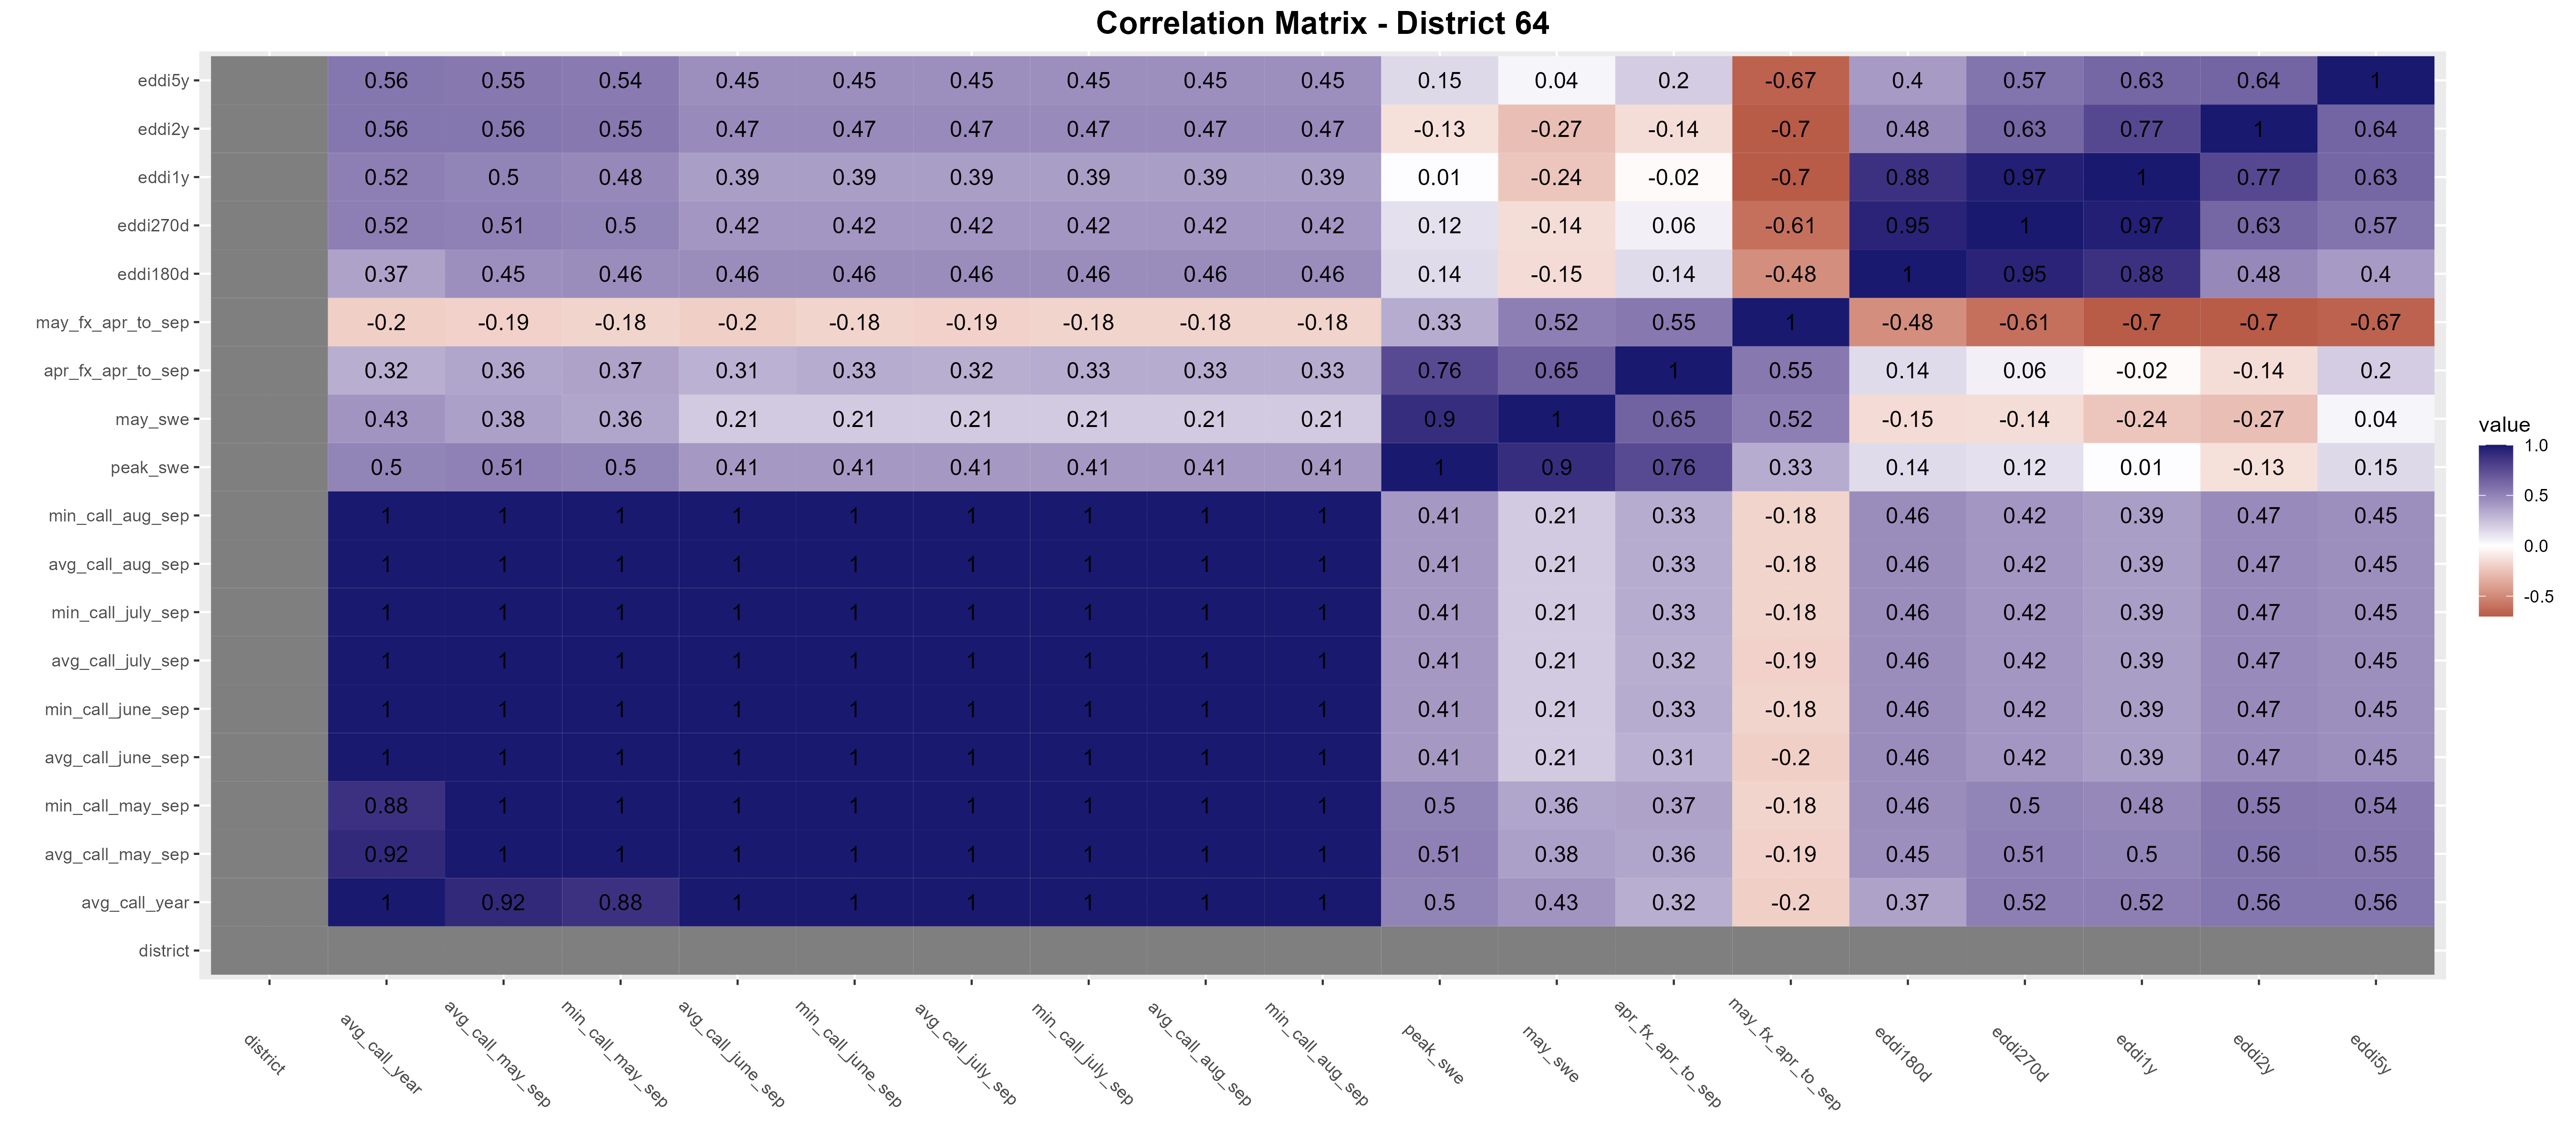 Correlation Matrix - District 64
eddi5y 0.56 0.55 0.54 0.45 0.45 0.45 0.45 0.45 0.45 0.15 0.04 0.2 -0.67 0.4 0.57 0.63 0.64 1
eddi2y 0.56 0.56 0.55 0.47 0.47 0.47 0.47 0.47 0.47 -0.13 -0.27 -0.14 -0.7 0.48 0.63 0.77 1 0.64
eddi1y 0.52 0.5 0.48 0.39 0.39 0.39 0.39 0.39 0.39 0.01 -0.24 -0.02 -0.7 0.88 0.97 1 0.77 0.63
eddi270d 0.52 0.51 0.5 0.42 0.42 0.42 0.42 0.42 0.42 0.12 -0.14 0.06 -0.61 0.95 1 0.97 0.63 0.57
eddi180d 0.37 0.45 0.46 0.46 0.46 0.46 0.46 0.46 0.46 0.14 -0.15 0.14 -0.48 1 0.95 0.88 0.48 0.4
may_fx_apr_to_sep -0.2 -0.19 -0.18 -0.2 -0.18 -0.19 -0.18 -0.18 -0.18 0.33 0.52 0.55 1 -0.48 -0.61 -0.7 -0.7 -0.67
apr_fx_apr_to_sep 0.32 0.36 0.37 0.31 0.33 0.32 0.33 0.33 0.33 0.76 0.65 1 0.55 0.14 0.06 -0.02 -0.14 0.2
may_swe 0.43 0.38 0.36 0.21 0.21 0.21 0.21 0.21 0.21 0.9 1 0.65 0.52 -0.15 -0.14 -0.24 -0.27 0.04
peak_swe 0.5 0.51 0.5 0.41 0.41 0.41 0.41 0.41 0.41 1 0.9 0.76 0.33 0.14 0.12 0.01 -0.13 0.15
min_call_aug_sep 1 1 1 1 1 1 1 1 1 0.41 0.21 0.33 -0.18 0.46 0.42 0.39 0.47 0.45
avg_call_aug_sep 1 1 1 1 1 1 1 1 1 0.41 0.21 0.33 -0.18 0.46 0.42 0.39 0.47 0.45
min_call_july_sep 1 1 1 1 1 1 1 1 1 0.41 0.21 0.33 -0.18 0.46 0.42 0.39 0.47 0.45
avg_call_july_sep 1 1 1 1 1 1 1 1 1 0.41 0.21 0.32 -0.19 0.46 0.42 0.39 0.47 0.45
min_call_june_sep 1 1 1 1 1 1 1 1 1 0.41 0.21 0.33 -0.18 0.46 0.42 0.39 0.47 0.45
avg_call_june_sep 1 1 1 1 1 1 1 1 1 0.41 0.21 0.31 -0.2 0.46 0.42 0.39 0.47 0.45
min_call_may_sep 0.88 1 1 1 1 1 1 1 1 0.5 0.36 0.37 -0.18 0.46 0.5 0.48 0.55 0.54
avg_call_may_sep 0.92 1 1 1 1 1 1 1 1 0.51 0.38 0.36 -0.19 0.45 0.51 0.5 0.56 0.55
avg_call_year 1 0.92 0.88 1 1 1 1 1 1 0.5 0.43 0.32 -0.2 0.37 0.52 0.52 0.56 0.56
district
district avg_call_year avg_call_may_sep min_call_may_sep avg_call_june_sep min_call_june_sep avg_call_july_sep min_call_july_sep avg_call_aug_sep min_call_aug_sep peak_swe may_swe apr_fx_apr_to_sep may_fx_apr_to_sep eddi180d eddi270d eddi1y eddi2y eddi5y
value
1.0
0.5
0.0
-0.5